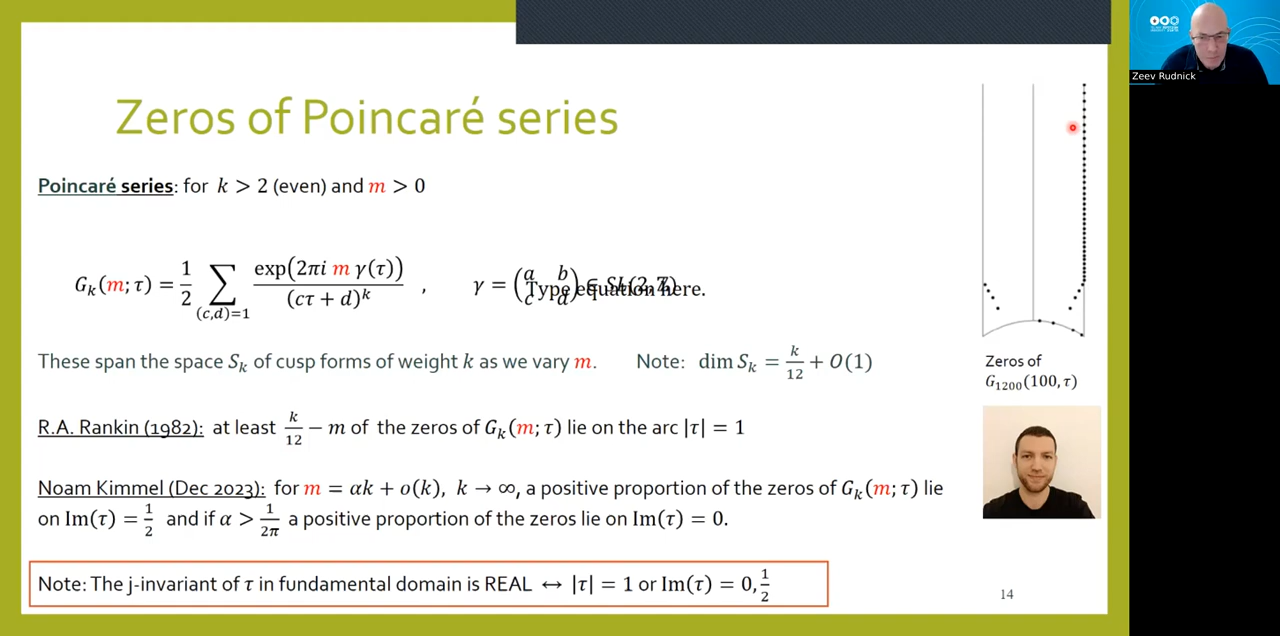 Zeros of Poincaré series
Poincaré series: for k > 2 (even) and m > 0
G_k(m; τ) = 1/2 ∑_{(c,d)=1} exp(2πi m γ(τ)) / (cτ + d)^k , γ = (a b; c d) ∈ SL(2, Z)
Type equation here.
These span the space S_k of cusp forms of weight k as we vary m. Note: dim S_k = k/12 + O(1)
R.A. Rankin (1982): at least k/12 − m of the zeros of G_k(m; τ) lie on the arc |τ| = 1
Noam Kimmel (Dec 2023): for m = αk + o(k), k → ∞, a positive proportion of the zeros of G_k(m; τ) lie
on Im(τ) = 1/2 and if α > 1/2π a positive proportion of the zeros lie on Im(τ) = 0.
Note: The j-invariant of τ in fundamental domain is REAL ↔ |τ| = 1 or Im(τ) = 0, 1/2
Zeros of
G_1200(100, τ)
14
Zeev Rudnick